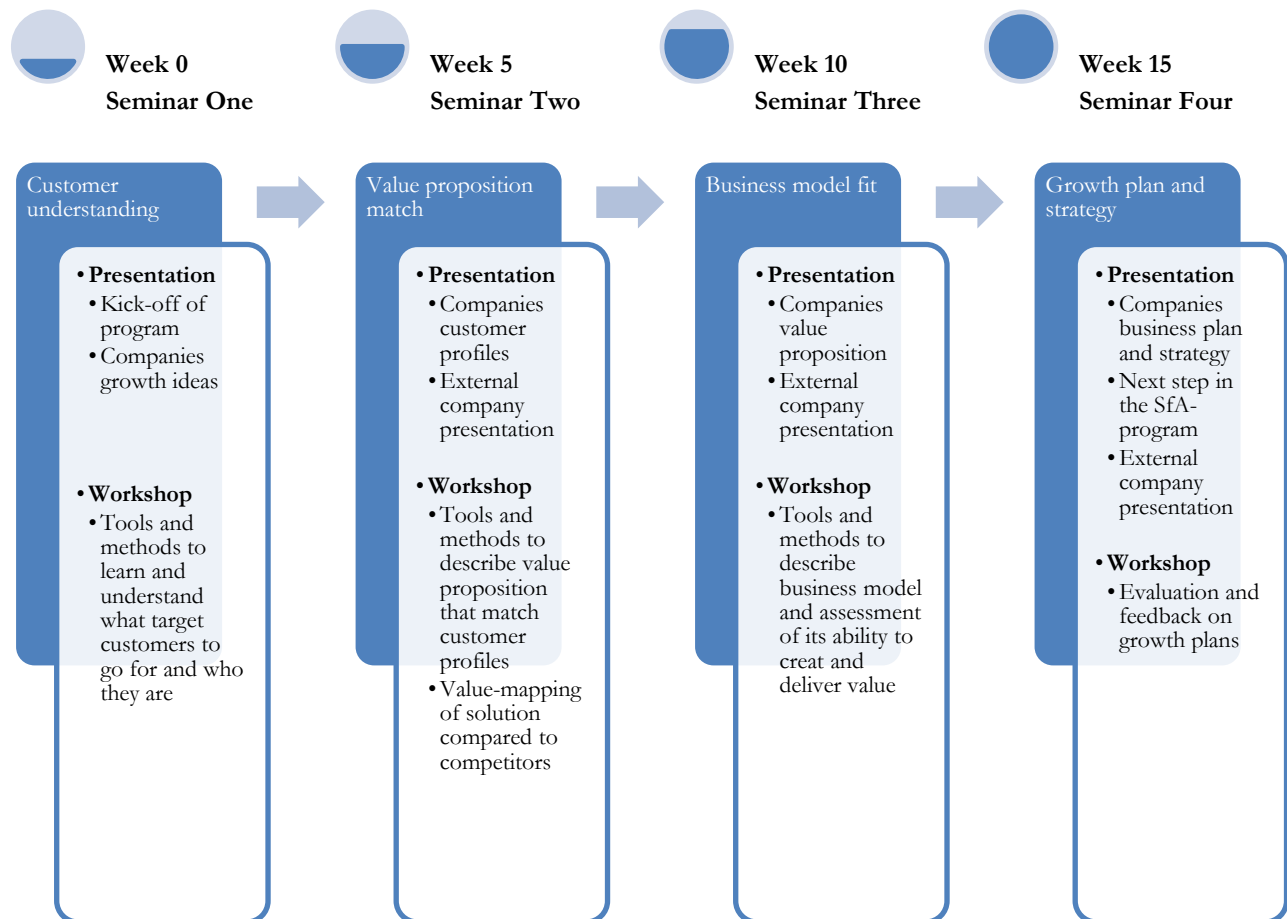 Week 0
Seminar One
Week 5
Seminar Two
Week 10
Seminar Three
Week 15
Seminar Four
Customer
understanding
• Presentation
• Kick-off of
program
• Companies
growth ideas
• Workshop
• Tools and
methods to
learn and
understand
what target
customers to
go for and who
they are
Value proposition
match
• Presentation
• Companies
customer
profiles
• External
company
presentation
• Workshop
• Tools and
methods to
describe value
proposition
that match
customer
profiles
• Value-mapping
of solution
compared to
competitors
Business model fit
• Presentation
• Companies
value
proposition
• External
company
presentation
• Workshop
• Tools and
methods to
describe
business model
and assessment
of its ability to
creat and
deliver value
Growth plan and
strategy
• Presentation
• Companies
business plan
and strategy
• Next step in
the SfA-
program
• External
company
presentation
• Workshop
• Evaluation and
feedback on
growth plans